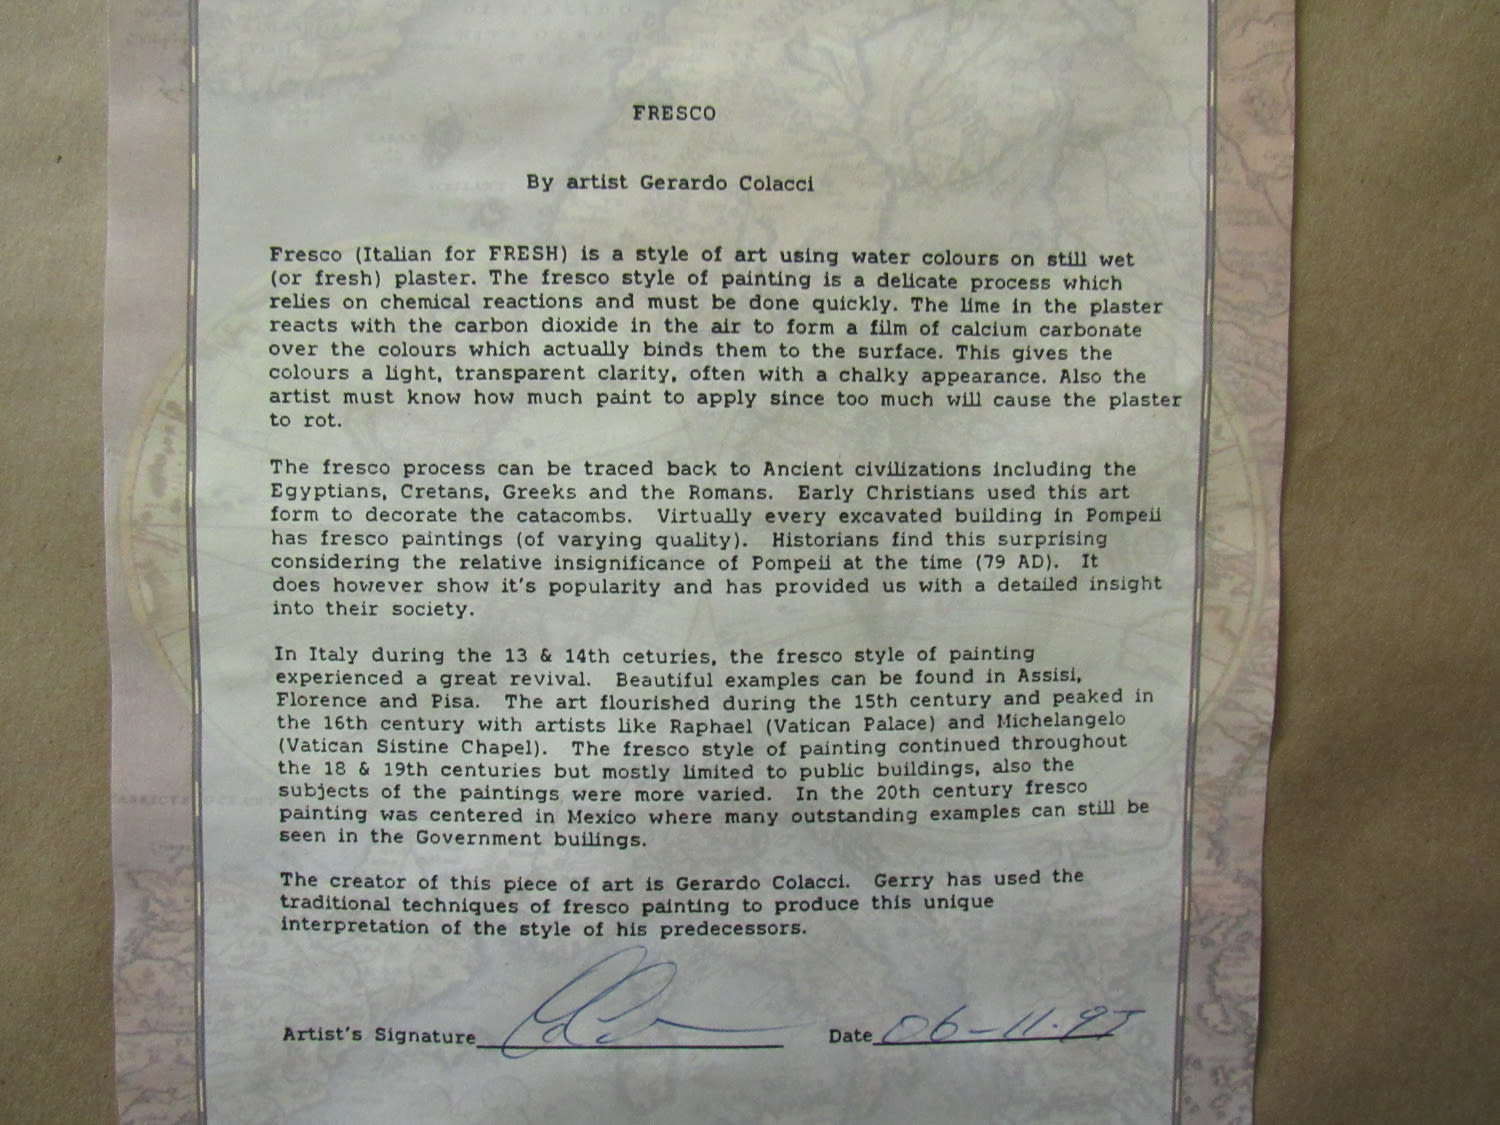 FRESCO
By artist Gerardo Colacci
Fresco (Italian for FRESH) is a style of art using water colours on still wet
(or fresh) plaster. The fresco style of painting is a delicate process which
relies on chemical reactions and must be done quickly. The lime in the plaster
reacts with the carbon dioxide in the air to form a film of calcium carbonate
over the colours which actually binds them to the surface. This gives the
colours a light, transparent clarity, often with a chalky appearance. Also the
artist must know how much paint to apply since too much will cause the plaster
to rot.
The fresco process can be traced back to Ancient civilizations including the
Egyptians, Cretans, Greeks and the Romans. Early Christians used this art
form to decorate the catacombs. Virtually every excavated building in Pompeii
has fresco paintings (of varying quality). Historians find this surprising
considering the relative insignificance of Pompeii at the time (79 AD). It
does however show it's popularity and has provided us with a detailed insight
into their society.
In Italy during the 13 & 14th ceturies, the fresco style of painting
experienced a great revival. Beautiful examples can be found in Assisi,
Florence and Pisa. The art flourished during the 15th century and peaked in
the 16th century with artists like Raphael (Vatican Palace) and Michelangelo
(Vatican Sistine Chapel). The fresco style of painting continued throughout
the 18 & 19th centuries but mostly limited to public buildings, also the
subjects of the paintings were more varied. In the 20th century fresco
painting was centered in Mexico where many outstanding examples can still be
seen in the Government builings.
The creator of this piece of art is Gerardo Colacci. Gerry has used the
traditional techniques of fresco painting to produce this unique
interpretation of the style of his predecessors.
Artist's Signature Date 06-11-97